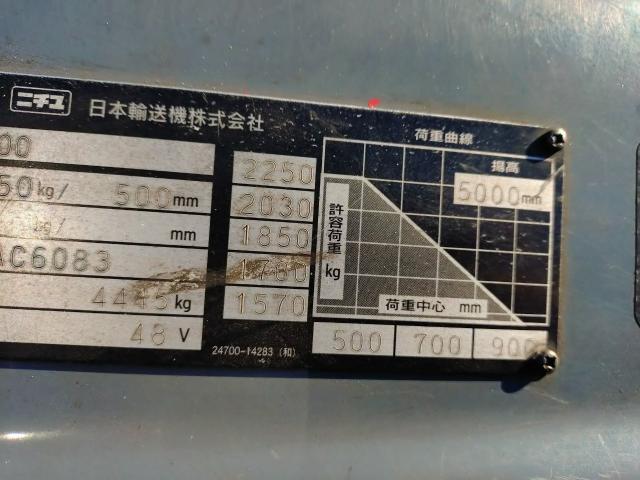 ニチユ 日本輸送機株式会社
荷重曲線
00
2250
揚高
50kg/ 500mm
2030
5000mm
kg/ mm
1850
許容荷重
kg
AC6083
1700
4445kg
1570
荷重中心 mm
48 V
24700-14283 (和)
500 700 900